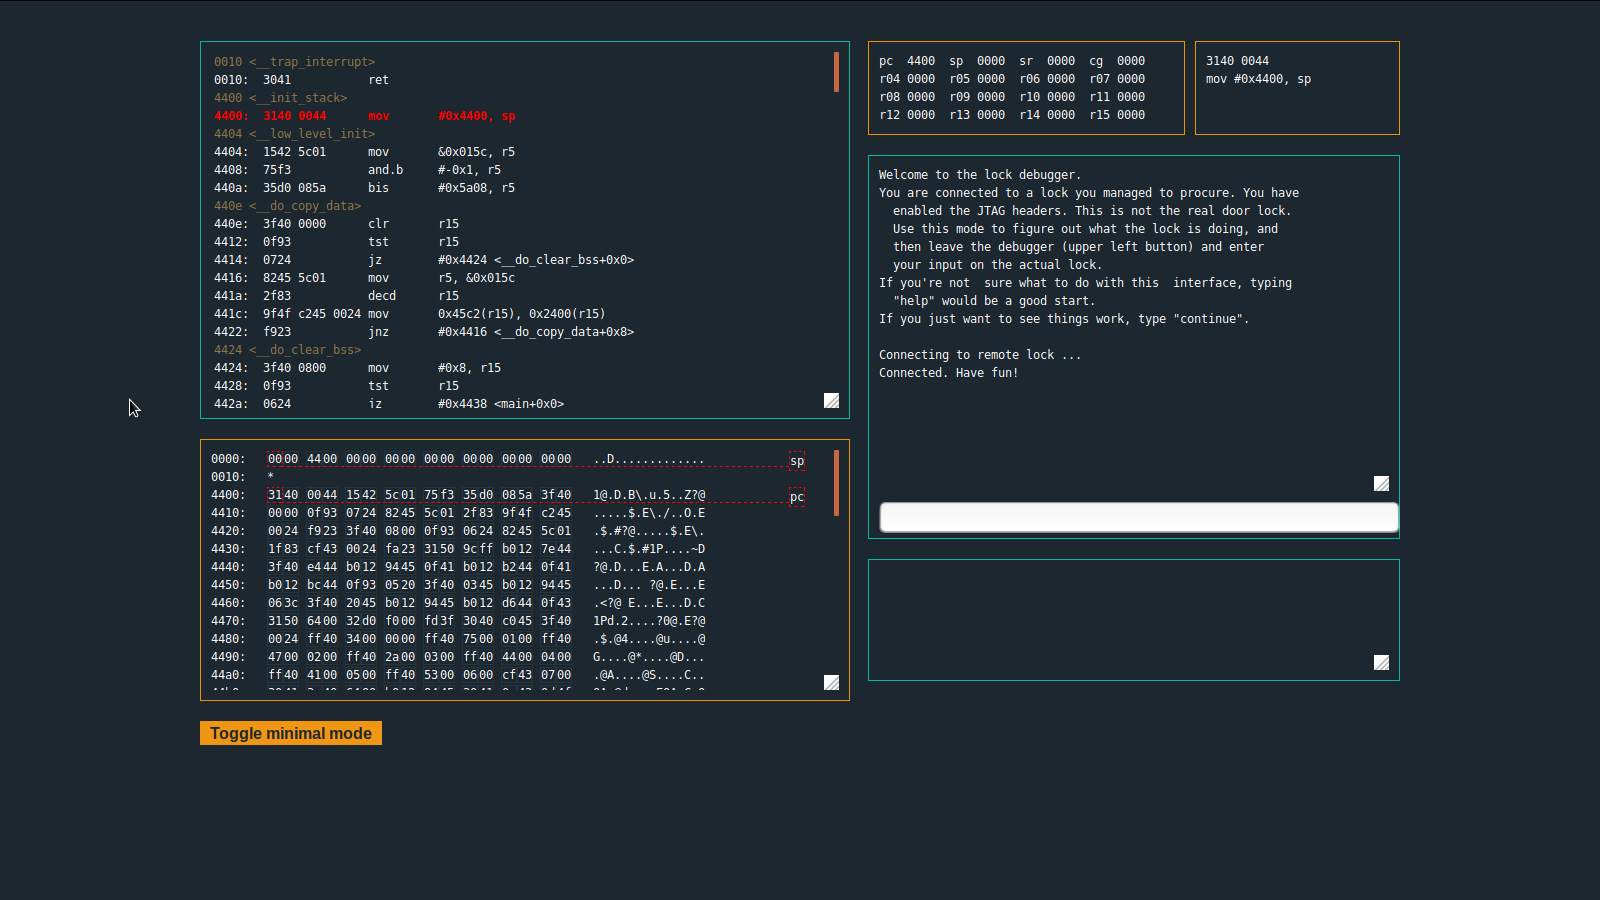 0010 <__trap_interrupt>
0010:  3041           ret
4400 <__init_stack>
4400:  3140 0044      mov       #0x4400, sp
4404 <__low_level_init>
4404:  1542 5c01      mov       &0x015c, r5
4408:  75f3           and.b     #-0x1, r5
440a:  35d0 085a      bis       #0x5a08, r5
440e <__do_copy_data>
440e:  3f40 0000      clr       r15
4412:  0f93           tst       r15
4414:  0724           jz        #0x4424 <__do_clear_bss+0x0>
4416:  8245 5c01      mov       r5, &0x015c
441a:  2f83           decd      r15
441c:  9f4f c245 0024 mov       0x45c2(r15), 0x2400(r15)
4422:  f923           jnz       #0x4416 <__do_copy_data+0x8>
4424 <__do_clear_bss>
4424:  3f40 0800      mov       #0x8, r15
4428:  0f93           tst       r15
442a:  0624           jz        #0x4438 <main+0x0>
0000:   0000 4400 0000 0000 0000 0000 0000 0000   ..D............. sp
0010:   *
4400:   3140 0044 1542 5c01 75f3 35d0 085a 3f40   1@.D.B\.u.5..Z?@ pc
4410:   0000 0f93 0724 8245 5c01 2f83 9f4f c245   .....$.E\./..O.E
4420:   0024 f923 3f40 0800 0f93 0624 8245 5c01   .$.#?@.....$.E\.
4430:   1f83 cf43 0024 fa23 3150 9cff b012 7e44   ...C.$.#1P....~D
4440:   3f40 e444 b012 9445 0f41 b012 b244 0f41   ?@.D...E.A...D.A
4450:   b012 bc44 0f93 0520 3f40 0345 b012 9445   ...D... ?@.E...E
4460:   063c 3f40 2045 b012 9445 b012 d644 0f43   .<?@ E...E...D.C
4470:   3150 6400 32d0 f000 fd3f 3040 c045 3f40   1Pd.2....?0@.E?@
4480:   0024 ff40 3400 0000 ff40 7500 0100 ff40   .$.@4....@u....@
4490:   4700 0200 ff40 2a00 0300 ff40 4400 0400   G....@*....@D...
44a0:   ff40 4100 0500 ff40 5300 0600 cf43 0700   .@A....@S....C..
Toggle minimal mode
pc  4400  sp  0000  sr  0000  cg  0000
r04 0000  r05 0000  r06 0000  r07 0000
r08 0000  r09 0000  r10 0000  r11 0000
r12 0000  r13 0000  r14 0000  r15 0000
3140 0044
mov #0x4400, sp
Welcome to the lock debugger.
You are connected to a lock you managed to procure. You have
enabled the JTAG headers. This is not the real door lock.
Use this mode to figure out what the lock is doing, and
then leave the debugger (upper left button) and enter
your input on the actual lock.
If you're not  sure what to do with this  interface, typing
"help" would be a good start.
If you just want to see things work, type "continue".
Connecting to remote lock ...
Connected. Have fun!